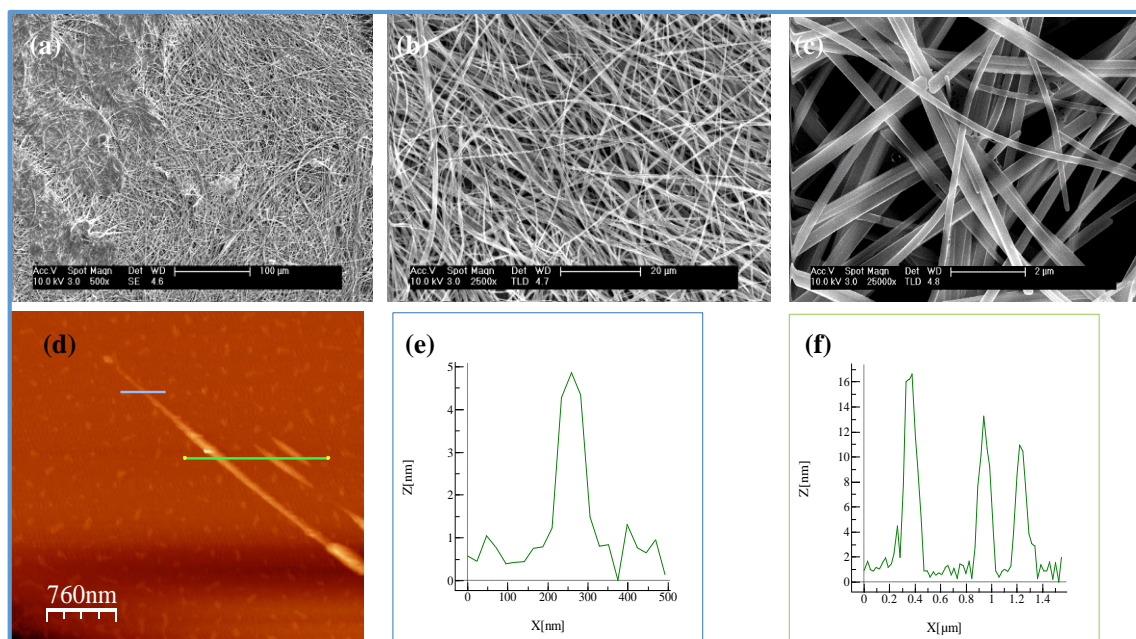 (a)
Acc.V Spot Magn Det WD 100 µm
10.0 kV 3.0 500x SE 4.6
(b)
Acc.V Spot Magn Det WD 20 µm
10.0 kV 3.0 2500x TLD 4.7
(c)
Acc.V Spot Magn Det WD 2 µm
10.0 kV 3.0 25000x TLD 4.8
(d)
760nm
(e)
Z[nm]
5
4
3
2
1
0
0 100 200 300 400 500
X[nm]
(f)
Z[nm]
16
14
12
10
8
6
4
2
0
0 0.2 0.4 0.6 0.8 1 1.2 1.4
X[µm]